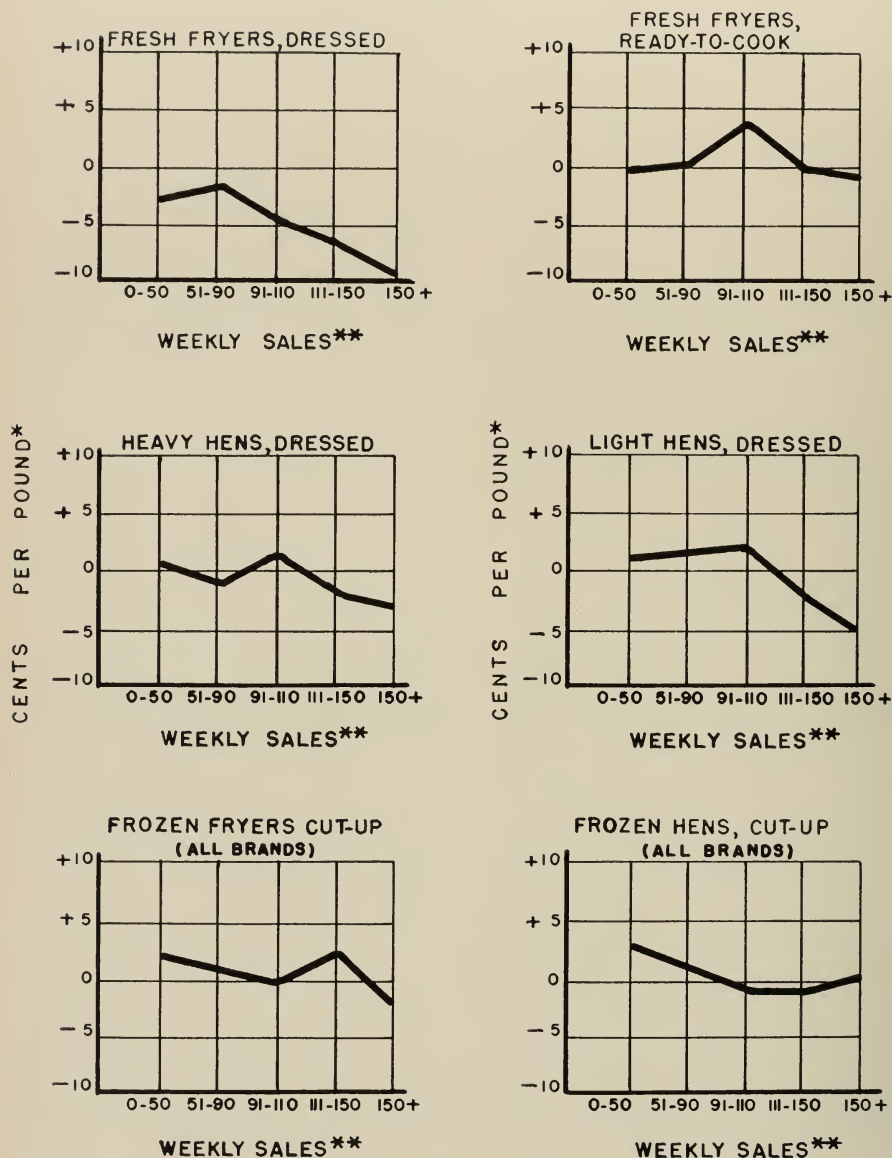 FRESH FRYERS, DRESSED
+10
+ 5
0
– 5
–10
0-50 51-90 91-110 111-150 150+
WEEKLY SALES**
FRESH FRYERS,
READY-TO-COOK
+10
+5
0
– 5
–10
0-50 51-90 91-110 111-150 150+
WEEKLY SALES**
CENTS PER POUND*
HEAVY HENS, DRESSED
+10
+ 5
0
– 5
–10
0-50 51-90 91-110 111-150 150+
WEEKLY SALES**
CENTS PER POUND*
LIGHT HENS, DRESSED
+10
+ 5
0
– 5
–10
0-50 51-90 91-110 111-150 150+
WEEKLY SALES**
FROZEN FRYERS CUT-UP
(ALL BRANDS)
+10
+ 5
0
– 5
–10
0-50 51-90 91-110 111-150 150+
WEEKLY SALES**
FROZEN HENS, CUT-UP
(ALL BRANDS)
+10
+ 5
0
– 5
–10
0-50 51-90 91-110 111-150 150+
WEEKLY SALES**